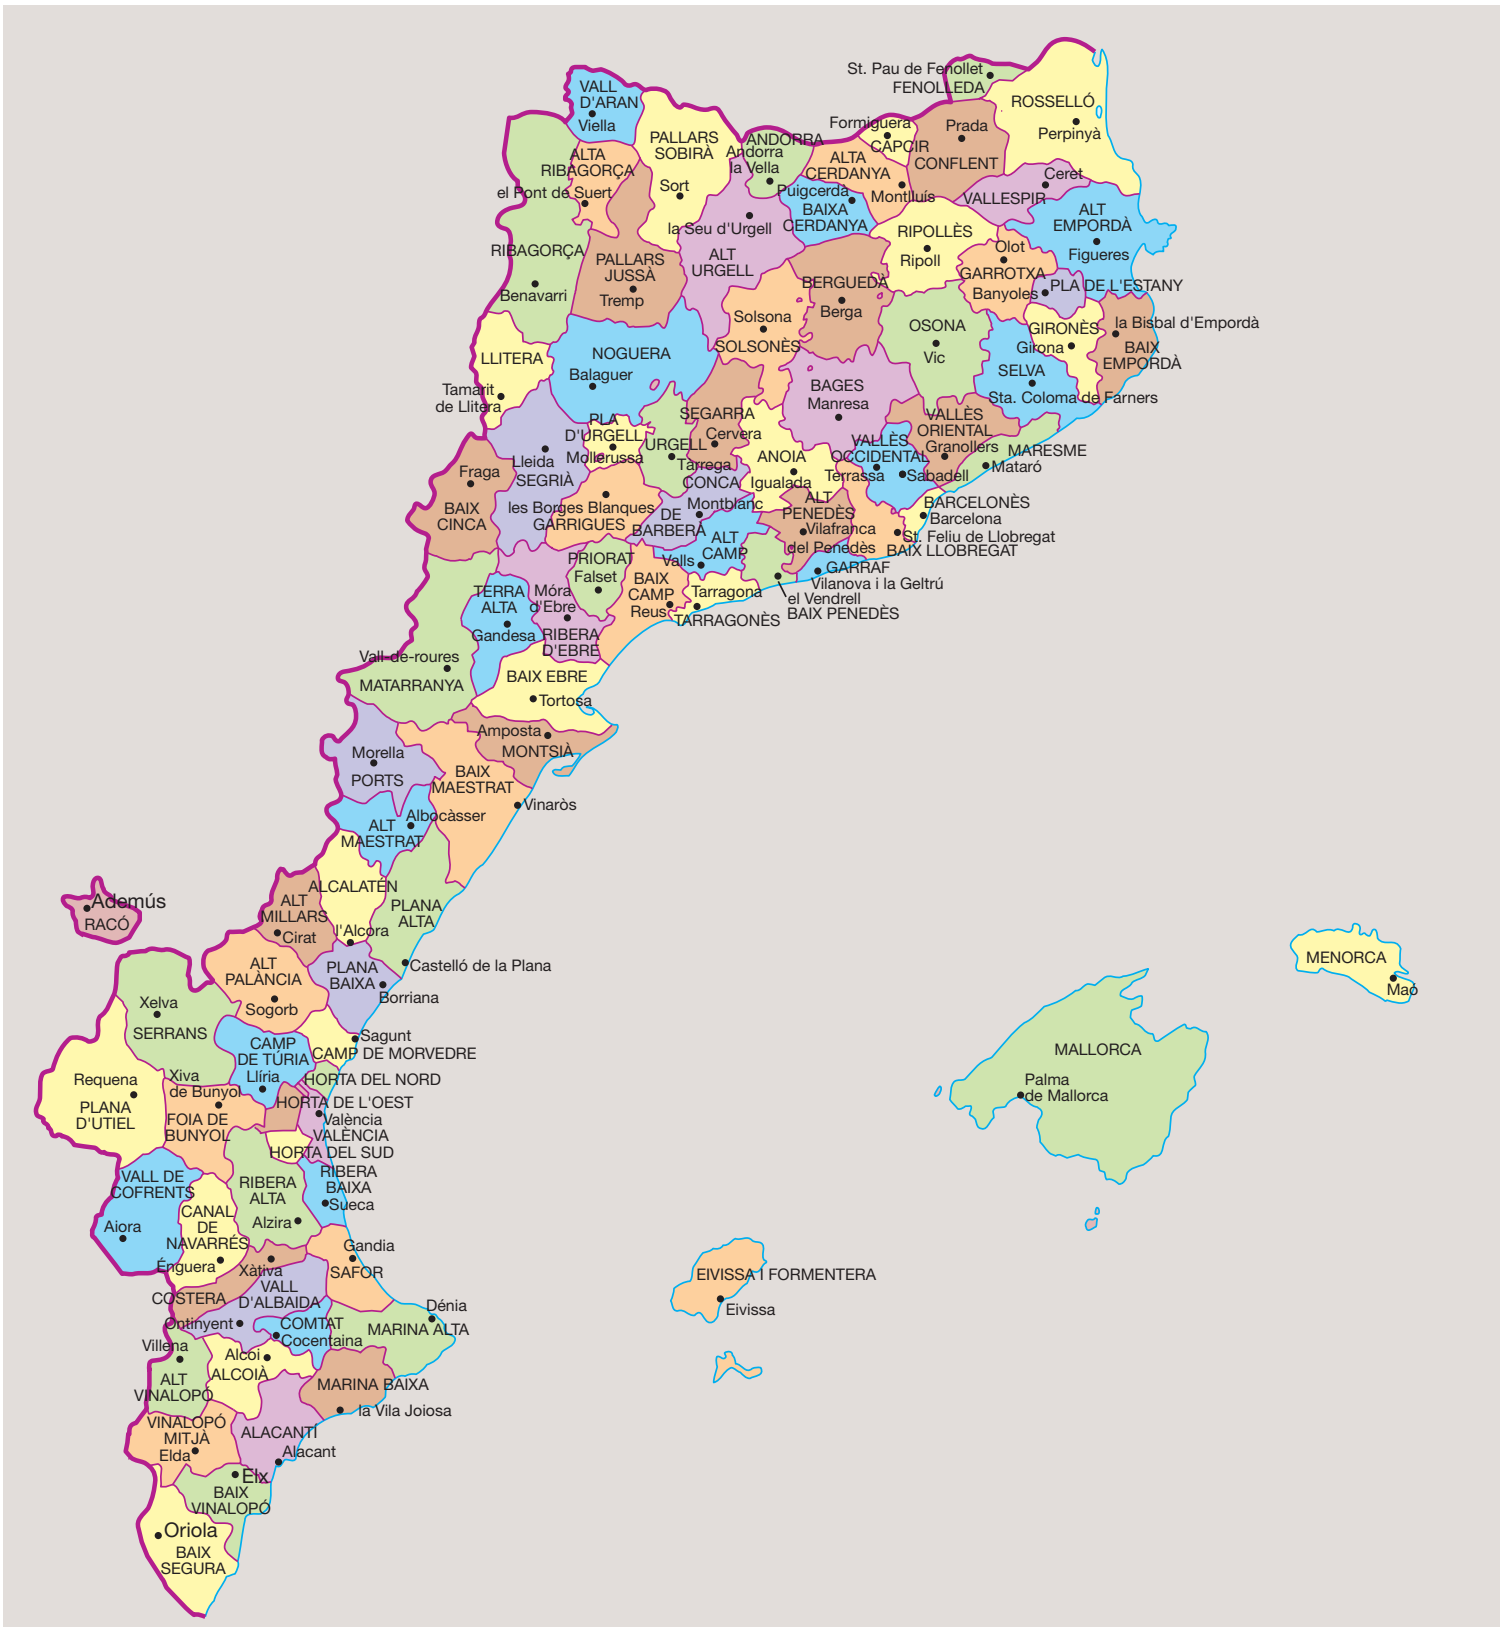 St. Pau de Fenollet
FENOLLEDA
ROSSELLÓ
Perpinyà
VALL
D'ARAN
Viella
PALLARS
SOBIRÀ
Sort
ANDORRA
Andorra
la Vella
Formiguera
CAPCIR
Prada
CONFLENT
ALTA
CERDANYA
Montlluís
ALTA
RIBAGORÇA
el Pont de Suert
Puigcerdà
BAIXA
CERDANYA
Ceret
VALLESPIR
la Seu d'Urgell
ALT
URGELL
RIPOLLÈS
Ripoll
ALT
EMPORDÀ
Figueres
RIBAGORÇA
Benavarri
PALLARS
JUSSÀ
Tremp
BERGUEDÀ
Berga
Olot
GARROTXA
Banyoles
PLA DE L'ESTANY
Solsona
SOLSONÈS
OSONA
Vic
GIRONÈS
Girona
la Bisbal d'Empordà
BAIX
EMPORDÀ
LLITERA
Tamarit
de Llitera
NOGUERA
Balaguer
BAGES
Manresa
SELVA
Sta. Coloma de Farners
PLA
D'URGELL
Mollerussa
URGELL
Tàrrega
SEGARRA
Cervera
ANOIA
Igualada
VALLÈS
OCCIDENTAL
Terrassa
Sabadell
VALLÈS
ORIENTAL
Granollers
MARESME
Mataró
Fraga
BAIX
CINCA
Lleida
SEGRIÀ
les Borges Blanques
GARRIGUES
CONCA
Montblanc
DE
BARBERÀ
ALT
PENEDÈS
Vilafranca
del Penedès
BARCELONÈS
Barcelona
St. Feliu de Llobregat
BAIX LLOBREGAT
ALT
CAMP
Valls
GARRAF
Vilanova i la Geltrú
el Vendrell
BAIX PENEDÈS
PRIORAT
Falset
BAIX
CAMP
Reus
Tarragona
TARRAGONÈS
TERRA
ALTA
Gandesa
Móra
d'Ebre
RIBERA
D'EBRE
Vall-de-roures
MATARRANYA
BAIX EBRE
Tortosa
Amposta
MONTSIÀ
Morella
PORTS
BAIX
MAESTRAT
Vinaròs
Albocàsser
ALT
MAESTRAT
ALCALATÉN
l'Alcora
PLANA
ALTA
Castelló de la Plana
Ademús
RACÓ
ALT
MILLARS
Cirat
ALT
PALÀNCIA
Sogorb
PLANA
BAIXA
Borriana
MENORCA
Maó
Xelva
SERRANS
CAMP
DE TÚRIA
Llíria
Sagunt
CAMP DE MORVEDRE
MALLORCA
Palma
de Mallorca
Requena
PLANA
D'UTIEL
Xiva
de Bunyol
FOIA DE
BUNYOL
HORTA DEL NORD
HORTA DE L'OEST
València
VALÈNCIA
HORTA DEL SUD
VALL DE
COFRENTS
Aiora
RIBERA
ALTA
Alzira
RIBERA
BAIXA
Sueca
CANAL
DE
NAVARRÉS
Énguera
Xàtiva
COSTERA
Gandia
SAFOR
EIVISSA I FORMENTERA
Eivissa
VALL
D'ALBAIDA
Ontinyent
COMTAT
Cocentaina
Dénia
MARINA ALTA
Villena
ALT
VINALOPÓ
Alcoi
ALCOIÀ
MARINA BAIXA
la Vila Joiosa
VINALOPÓ
MITJÀ
Elda
ALACANTÍ
Alacant
Elx
BAIX
VINALOPÓ
Oriola
BAIX
SEGURA